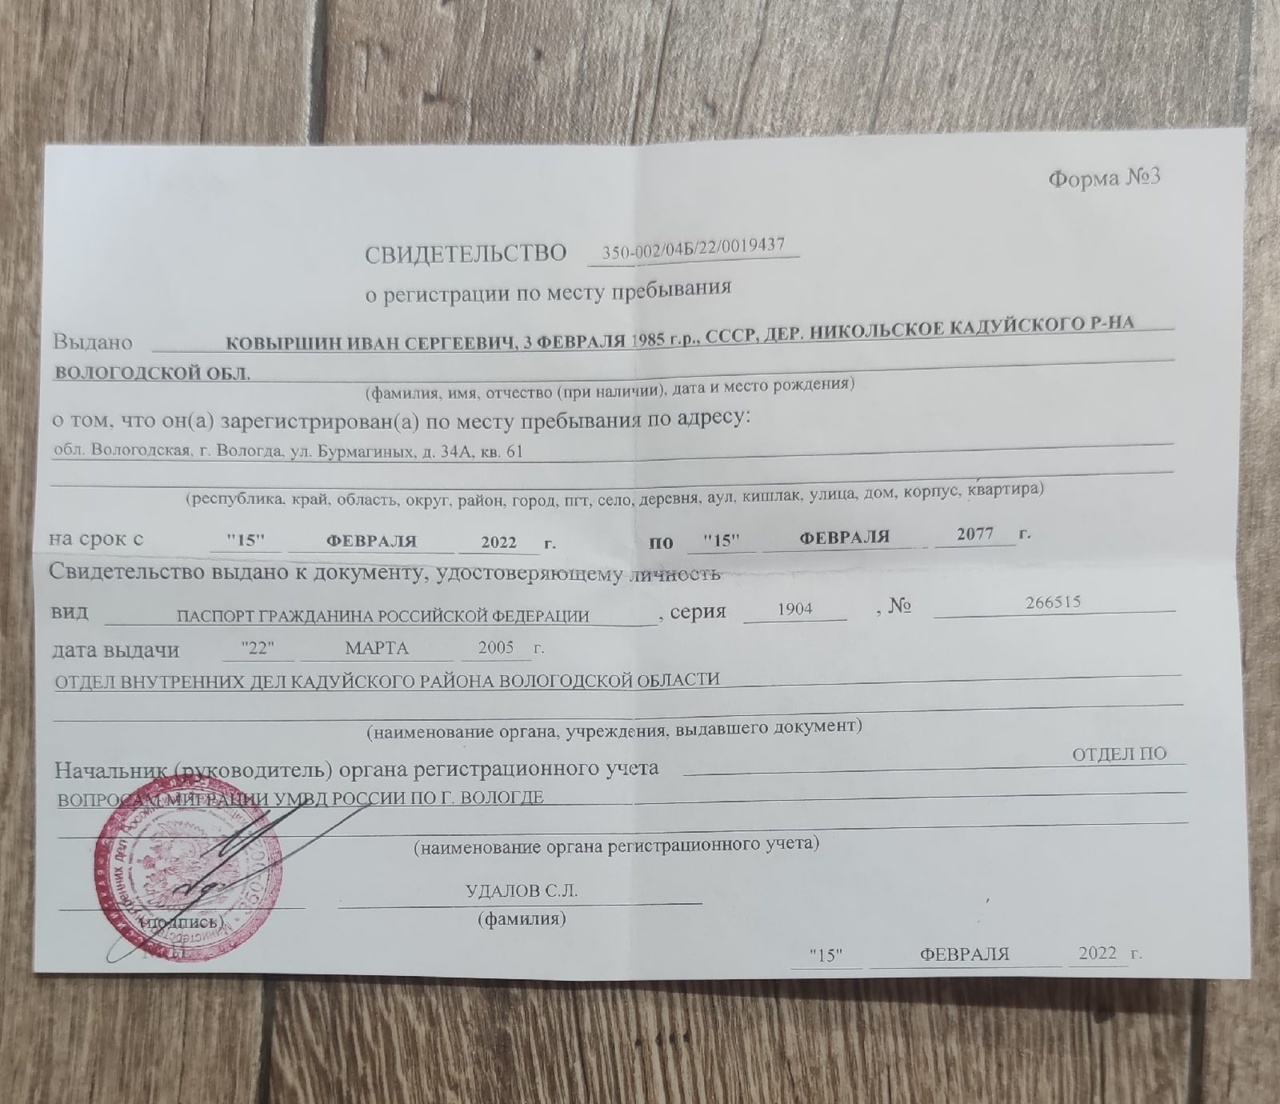 Форма №3
СВИДЕТЕЛЬСТВО 350-002/04Б/22/0019437
о регистрации по месту пребывания
Выдано КОВЫРШИН ИВАН СЕРГЕЕВИЧ, 3 ФЕВРАЛЯ 1985 г.р., СССР, ДЕР. НИКОЛЬСКОЕ КАДУЙСКОГО Р-НА
ВОЛОГОДСКОЙ ОБЛ.
(фамилия, имя, отчество (при наличии), дата и место рождения)
о том, что он(а) зарегистрирован(а) по месту пребывания по адресу:
обл. Вологодская, г. Вологда, ул. Бурмагиных, д. 34А, кв. 61
(республика, край, область, округ, район, город, пгт, село, деревня, аул, кишлак, улица, дом, корпус, квартира)
на срок с "15" ФЕВРАЛЯ 2022 г. по "15" ФЕВРАЛЯ 2077 г.
Свидетельство выдано к документу, удостоверяющему личность
вид ПАСПОРТ ГРАЖДАНИНА РОССИЙСКОЙ ФЕДЕРАЦИИ, серия 1904, № 266515
дата выдачи "22" МАРТА 2005 г.
ОТДЕЛ ВНУТРЕННИХ ДЕЛ КАДУЙСКОГО РАЙОНА ВОЛОГОДСКОЙ ОБЛАСТИ
(наименование органа, учреждения, выдавшего документ)
Начальник (руководитель) органа регистрационного учета ОТДЕЛ ПО
ВОПРОСАМ МИГРАЦИИ УМВД РОССИИ ПО Г. ВОЛОГДЕ
(наименование органа регистрационного учета)
УДАЛОВ С.Л.
(подпись) (фамилия)
"15" ФЕВРАЛЯ 2022 г.